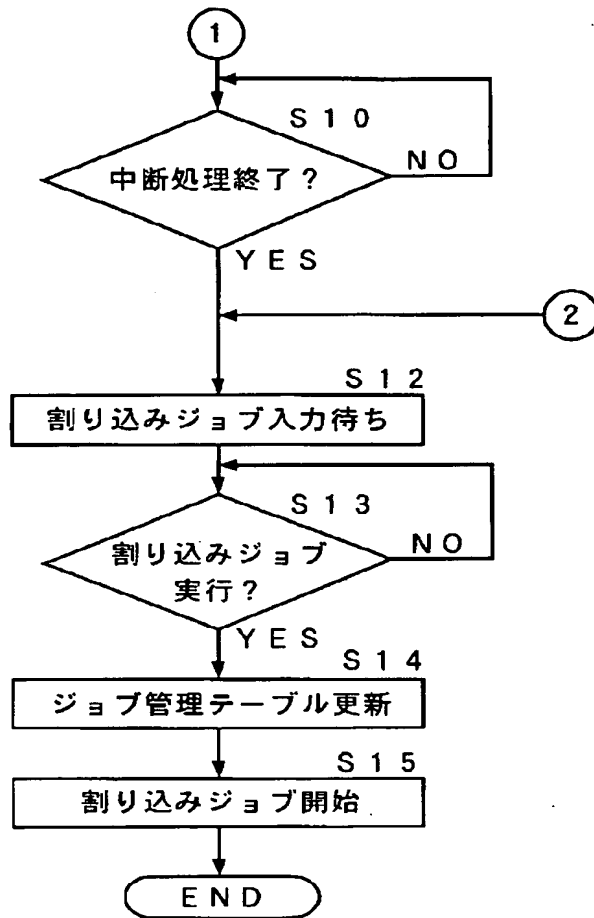 1
S10
中断処理終了?
NO
YES
2
S12
割り込みジョブ入力待ち
S13
割り込みジョブ
実行?
NO
YES
S14
ジョブ管理テーブル更新
S15
割り込みジョブ開始
END